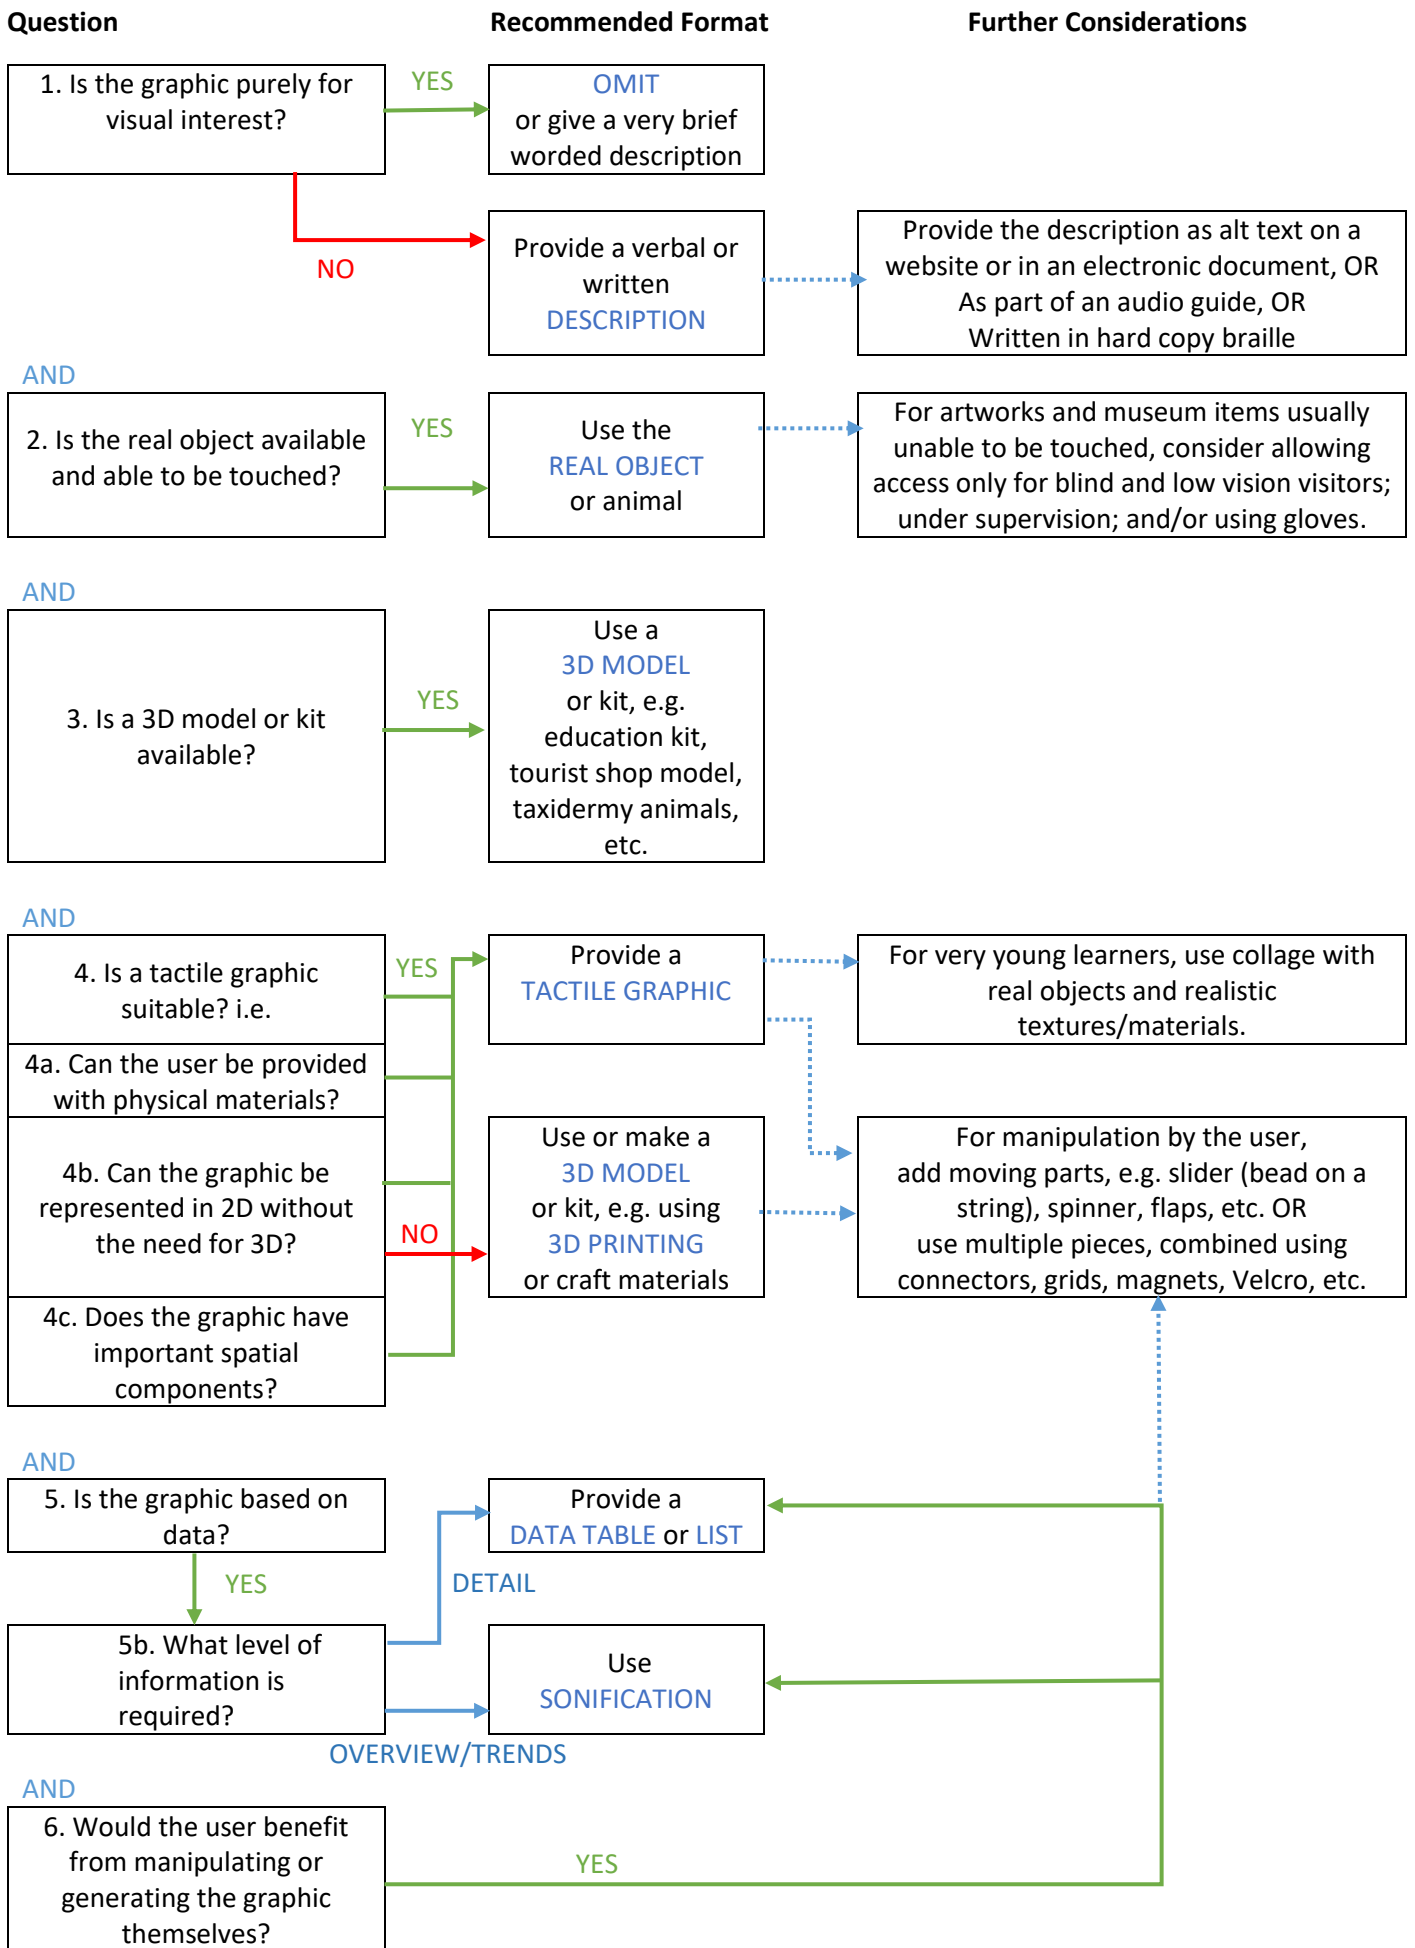 Question
Recommended Format
Further Considerations
1. Is the graphic purely for
visual interest?
YES
OMIT
or give a very brief
worded description
NO
Provide a verbal or
written
DESCRIPTION
Provide the description as alt text on a
website or in an electronic document, OR
As part of an audio guide, OR
Written in hard copy braille
AND
2. Is the real object available
and able to be touched?
YES
Use the
REAL OBJECT
or animal
For artworks and museum items usually
unable to be touched, consider allowing
access only for blind and low vision visitors;
under supervision; and/or using gloves.
AND
3. Is a 3D model or kit
available?
YES
Use a
3D MODEL
or kit, e.g.
education kit,
tourist shop model,
taxidermy animals,
etc.
AND
4. Is a tactile graphic
suitable? i.e.
YES
Provide a
TACTILE GRAPHIC
For very young learners, use collage with
real objects and realistic
textures/materials.
4a. Can the user be provided
with physical materials?
4b. Can the graphic be
represented in 2D without
the need for 3D?
NO
Use or make a
3D MODEL
or kit, e.g. using
3D PRINTING
or craft materials
For manipulation by the user,
add moving parts, e.g. slider (bead on a
string), spinner, flaps, etc. OR
use multiple pieces, combined using
connectors, grids, magnets, Velcro, etc.
4c. Does the graphic have
important spatial
components?
AND
5. Is the graphic based on
data?
YES
Provide a
DATA TABLE or LIST
DETAIL
5b. What level of
information is
required?
Use
SONIFICATION
OVERVIEW/TRENDS
AND
6. Would the user benefit
from manipulating or
generating the graphic
themselves?
YES